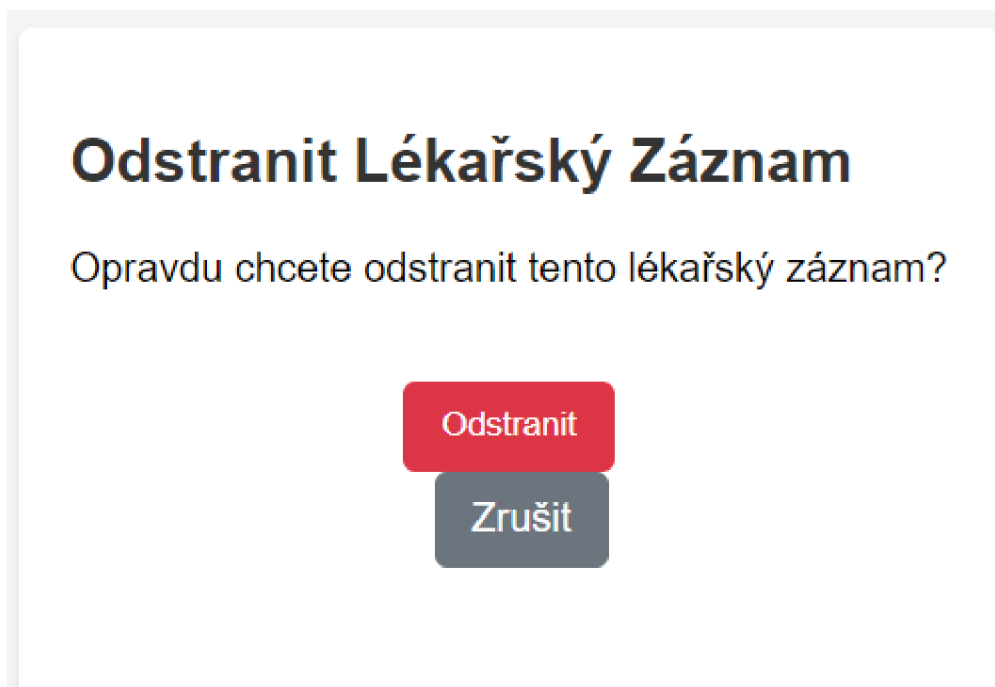 Odstranit Lékařský Záznam
Opravdu chcete odstranit tento lékařský záznam?
Odstranit
Zrušit